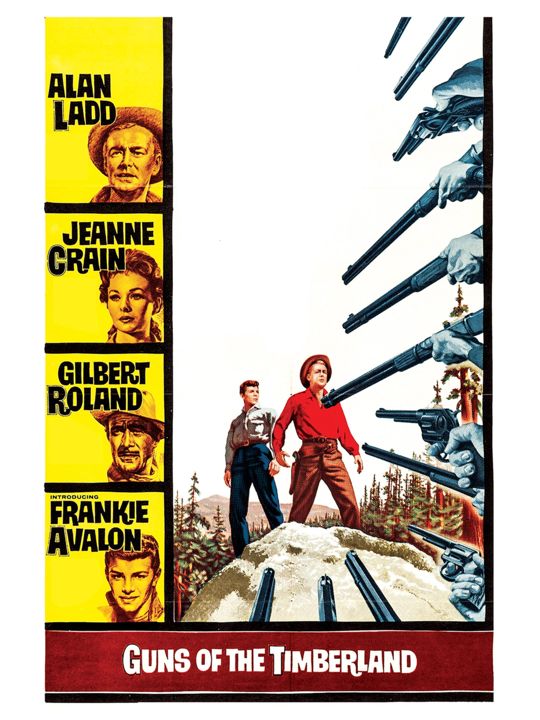 ALAN
LADD
JEANNE
CRAIN
GILBERT
ROLAND
INTRODUCING
FRANKIE
AVALON
GUNS OF THE TIMBERLAND